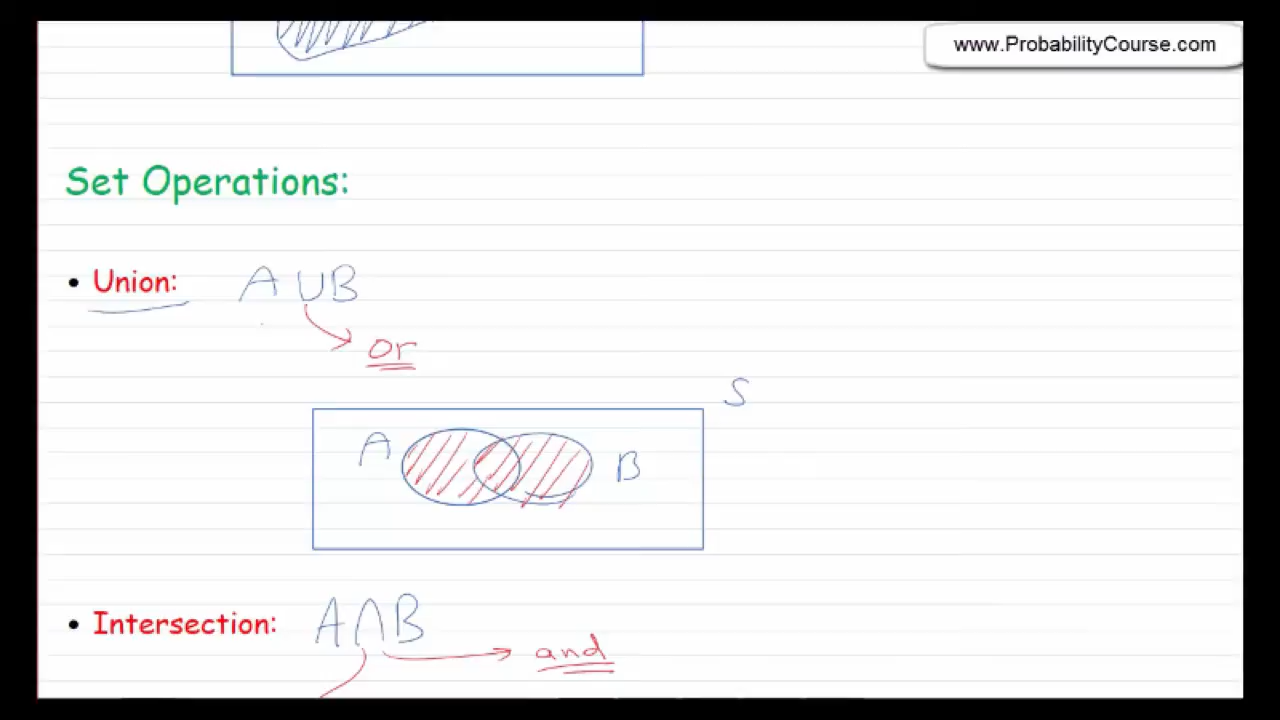 www.ProbabilityCourse.com
Set Operations:
• Union: A ∪ B
or
S
A B
• Intersection: A ∩ B
and